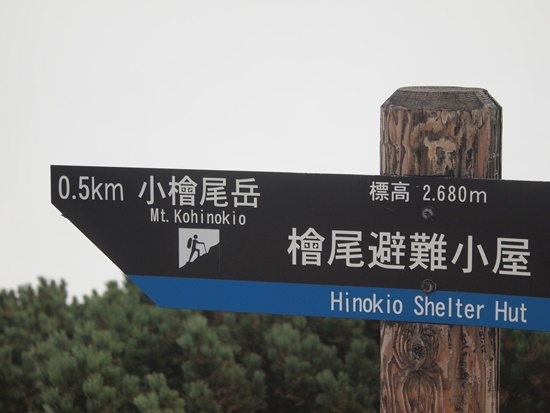 0.5km 小檜尾岳
Mt. Kohinokio
標高 2.680m
檜尾避難小屋
Hinokio Shelter Hut